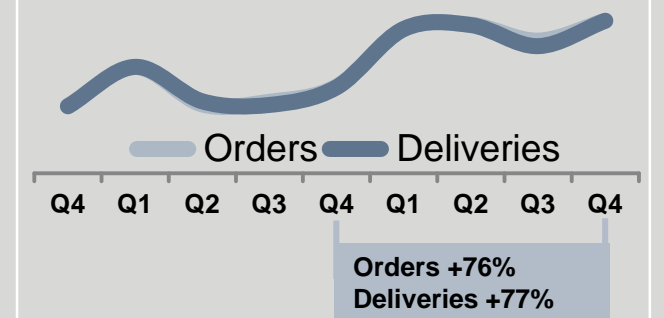 Orders Deliveries
Q4 Q1 Q2 Q3 Q4 Q1 Q2 Q3 Q4
Orders +76%
Deliveries +77%